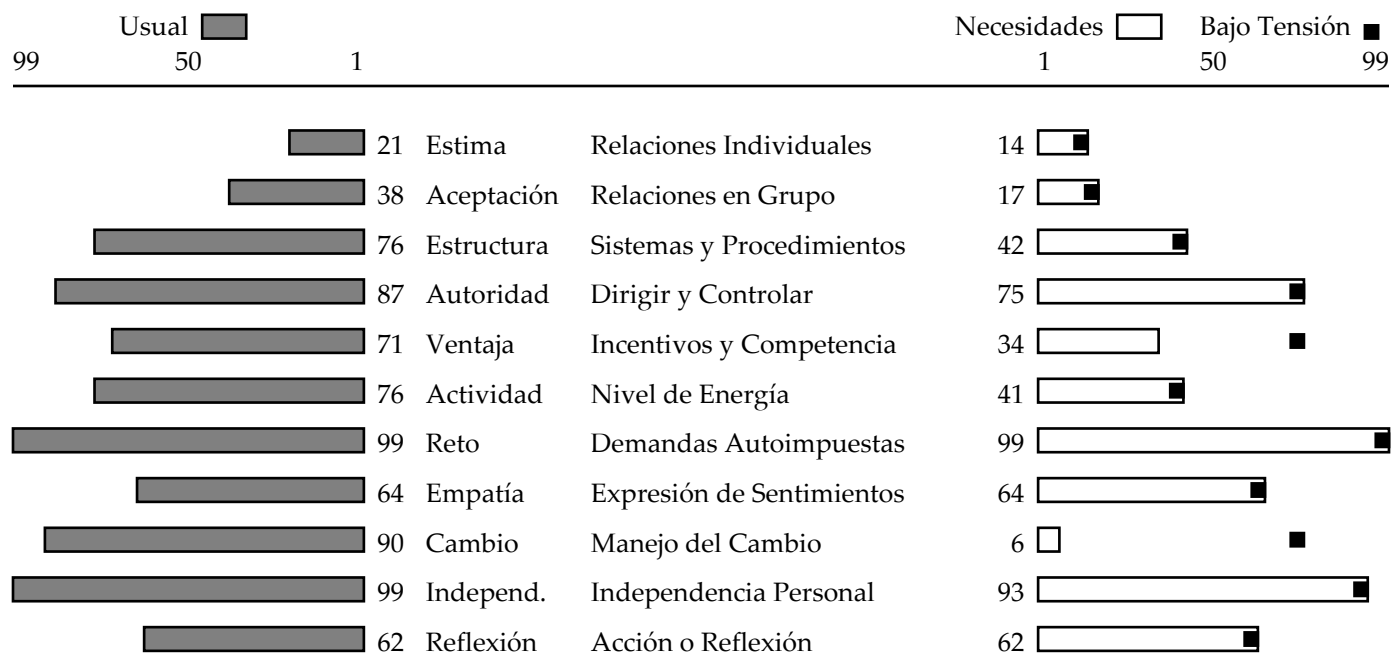 Usual Necesidades Bajo Tensión
99 50 1 1 50 99
21 Estima Relaciones Individuales 14
38 Aceptación Relaciones en Grupo 17
76 Estructura Sistemas y Procedimientos 42
87 Autoridad Dirigir y Controlar 75
71 Ventaja Incentivos y Competencia 34
76 Actividad Nivel de Energía 41
99 Reto Demandas Autoimpuestas 99
64 Empatía Expresión de Sentimientos 64
90 Cambio Manejo del Cambio 6
99 Independ. Independencia Personal 93
62 Reflexión Acción o Reflexión 62